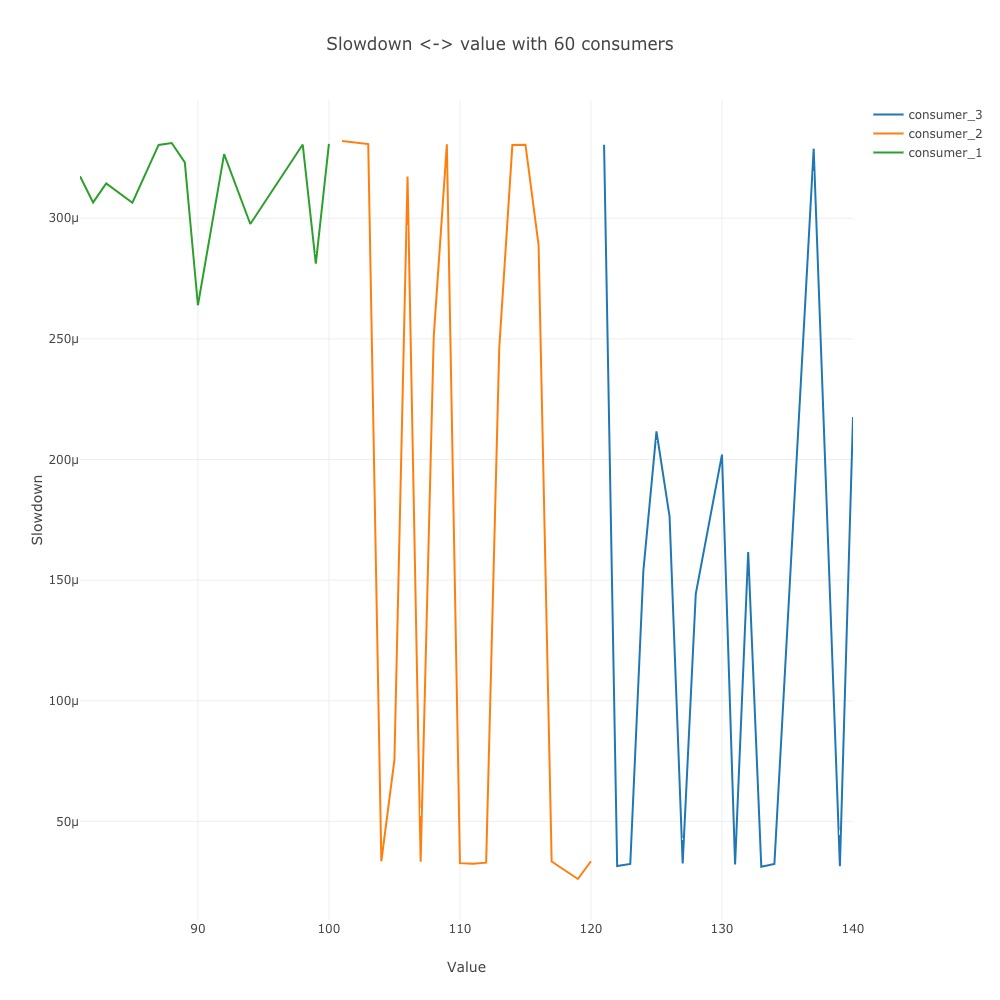 Slowdown <-> value with 60 consumers
consumer_3
consumer_2
consumer_1
300μ
250μ
200μ
150μ
100μ
50μ
Slowdown
90
100
110
120
130
140
Value